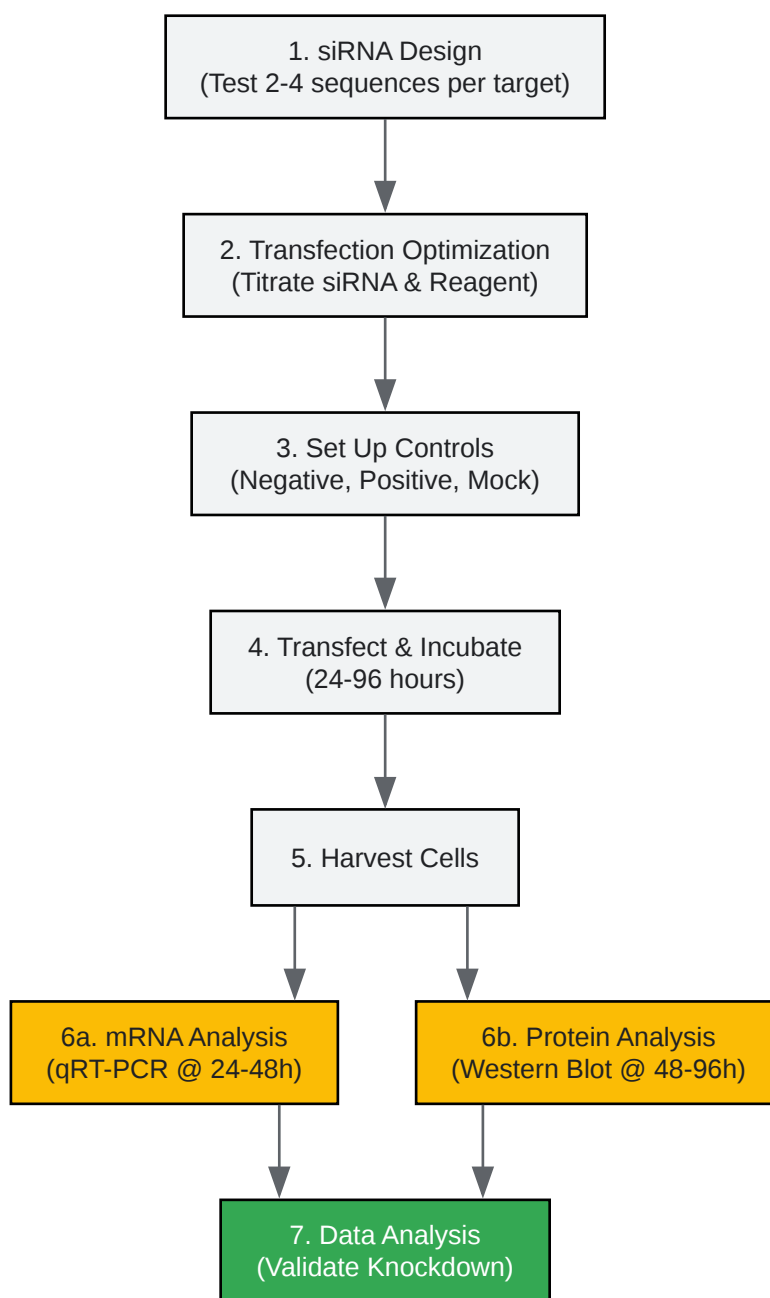 1. siRNA Design
(Test 2-4 sequences per target)
2. Transfection Optimization
(Titrate siRNA & Reagent)
3. Set Up Controls
(Negative, Positive, Mock)
4. Transfect & Incubate
(24-96 hours)
5. Harvest Cells
6a. mRNA Analysis
(qRT-PCR @ 24-48h)
6b. Protein Analysis
(Western Blot @ 48-96h)
7. Data Analysis
(Validate Knockdown)